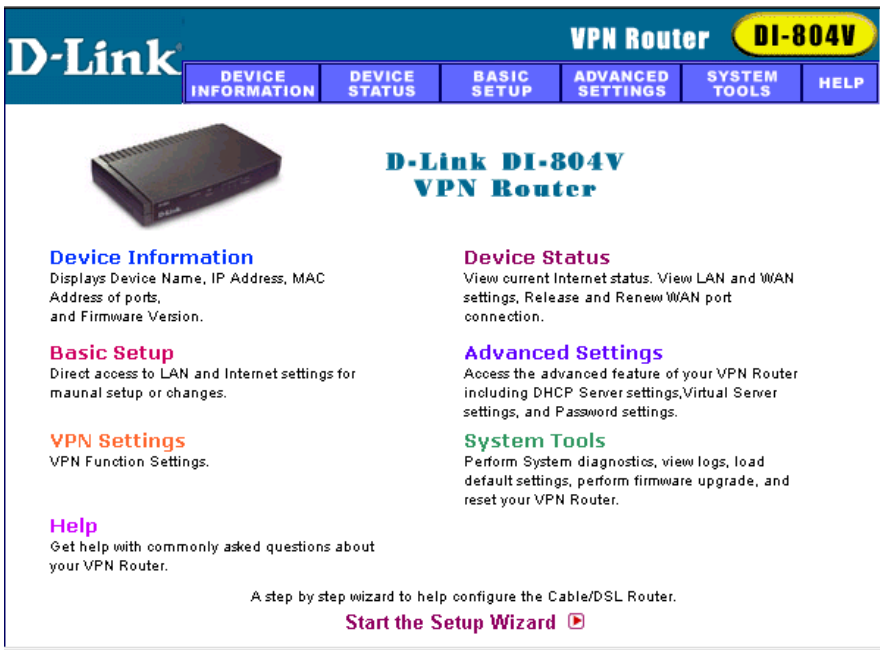 D-Link
VPN Router DI-804V
DEVICE INFORMATION
DEVICE STATUS
BASIC SETUP
ADVANCED SETTINGS
SYSTEM TOOLS
HELP
D-Link
D-Link DI-804V
VPN Router
Device Information
Displays Device Name, IP Address, MAC
Address of ports,
and Firmware Version.
Device Status
View current Internet status. View LAN and WAN
settings, Release and Renew WAN port
connection.
Basic Setup
Direct access to LAN and Internet settings for
maunal setup or changes.
Advanced Settings
Access the advanced feature of your VPN Router
including DHCP Server settings,Virtual Server
settings, and Password settings.
VPN Settings
VPN Function Settings.
System Tools
Perform System diagnostics, view logs, load
default settings, perform firmware upgrade, and
reset your VPN Router.
Help
Get help with commonly asked questions about
your VPN Router.
A step by step wizard to help configure the Cable/DSL Router.
Start the Setup Wizard